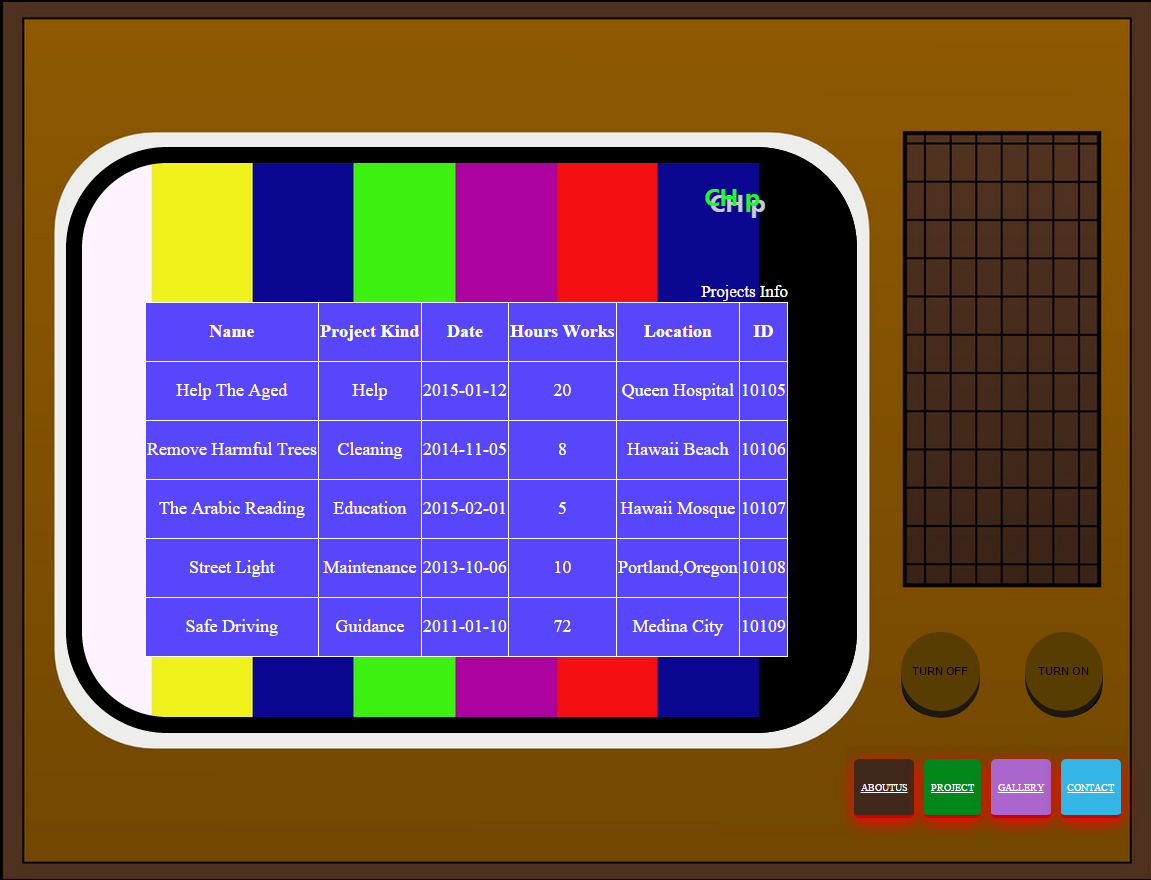 CH p
Projects Info
Name Project Kind Date Hours Works Location ID
Help The Aged Help 2015-01-12 20 Queen Hospital 10105
Remove Harmful Trees Cleaning 2014-11-05 8 Hawaii Beach 10106
The Arabic Reading Education 2015-02-01 5 Hawaii Mosque 10107
Street Light Maintenance 2013-10-06 10 Portland,Oregon 10108
Safe Driving Guidance 2011-01-10 72 Medina City 10109
TURN OFF TURN ON
ABOUTUS PROJECT GALLERY CONTACT